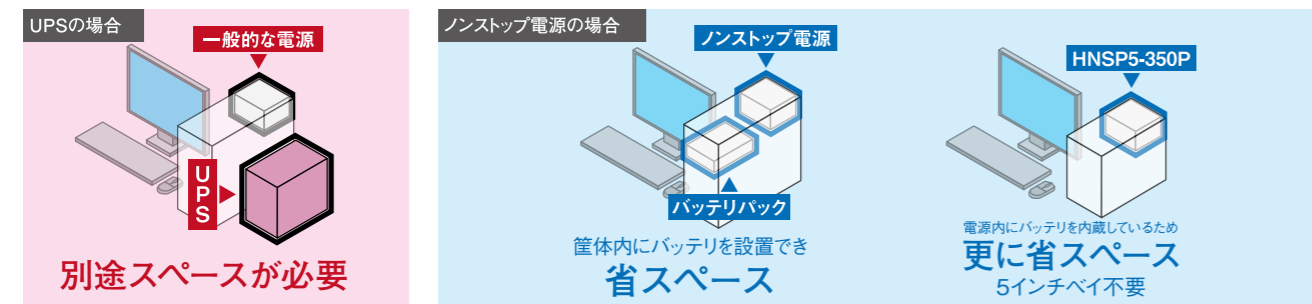 UPSの場合
一般的な電源
UPS
別途スペースが必要
ノンストップ電源の場合
ノンストップ電源
バッテリパック
筐体内にバッテリを設置でき
省スペース
HNSP5-350P
電源内にバッテリを内蔵しているため
更に省スペース
5インチベイ不要